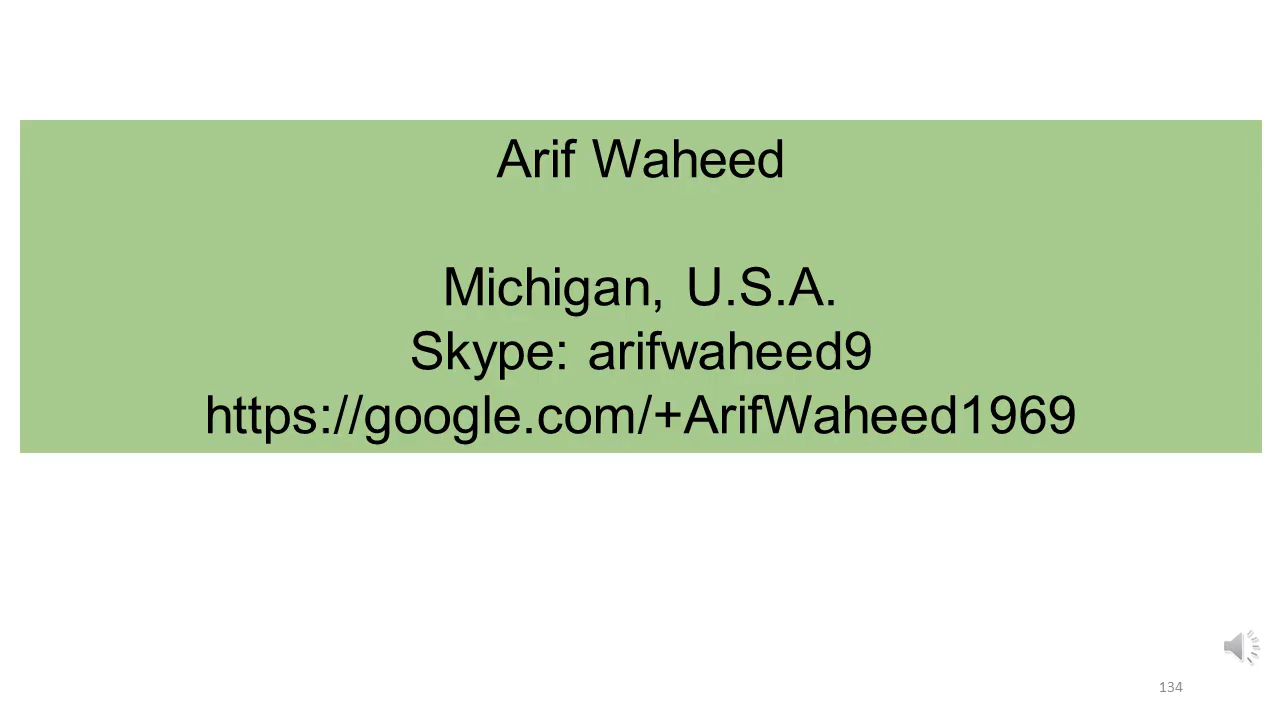 Arif Waheed
Michigan, U.S.A.
Skype: arifwaheed9
https://google.com/+ArifWaheed1969
134